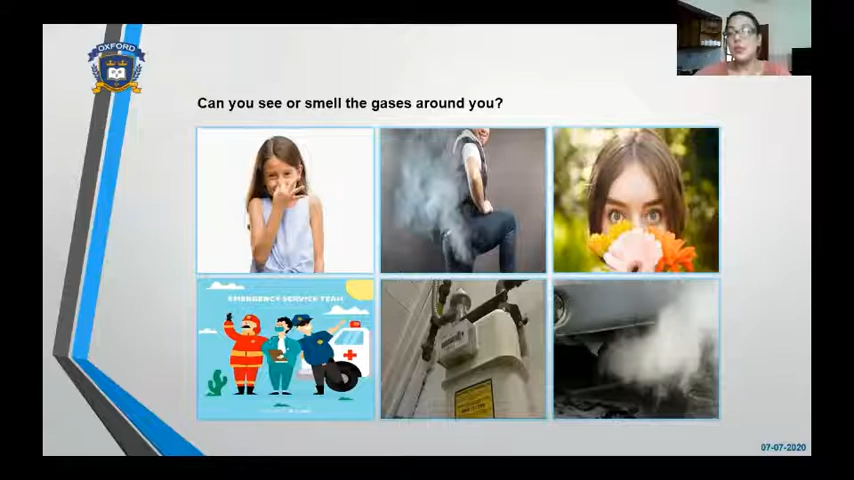 OXFORD
Can you see or smell the gases around you?
EMERGENCY SERVICE TEAM
07-07-2020